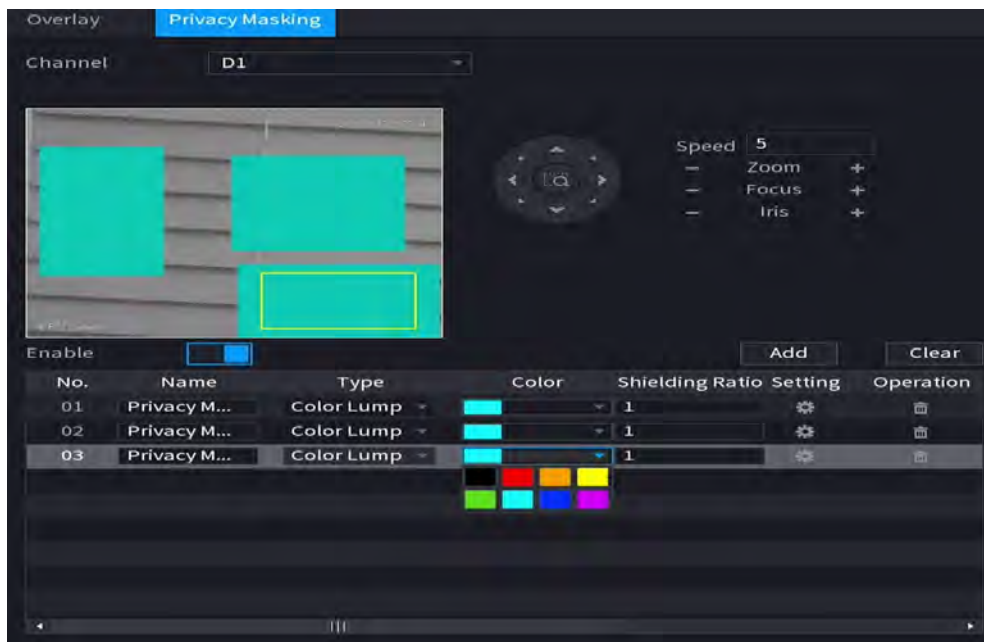 Overlay Privacy Masking
Channel D1
Speed 5
Zoom
Focus
Iris
Enable Add Clear
No. Name Type Color Shielding Ratio Setting Operation
01 Privacy M... Color Lump 1
02 Privacy M... Color Lump 1
03 Privacy M... Color Lump 1